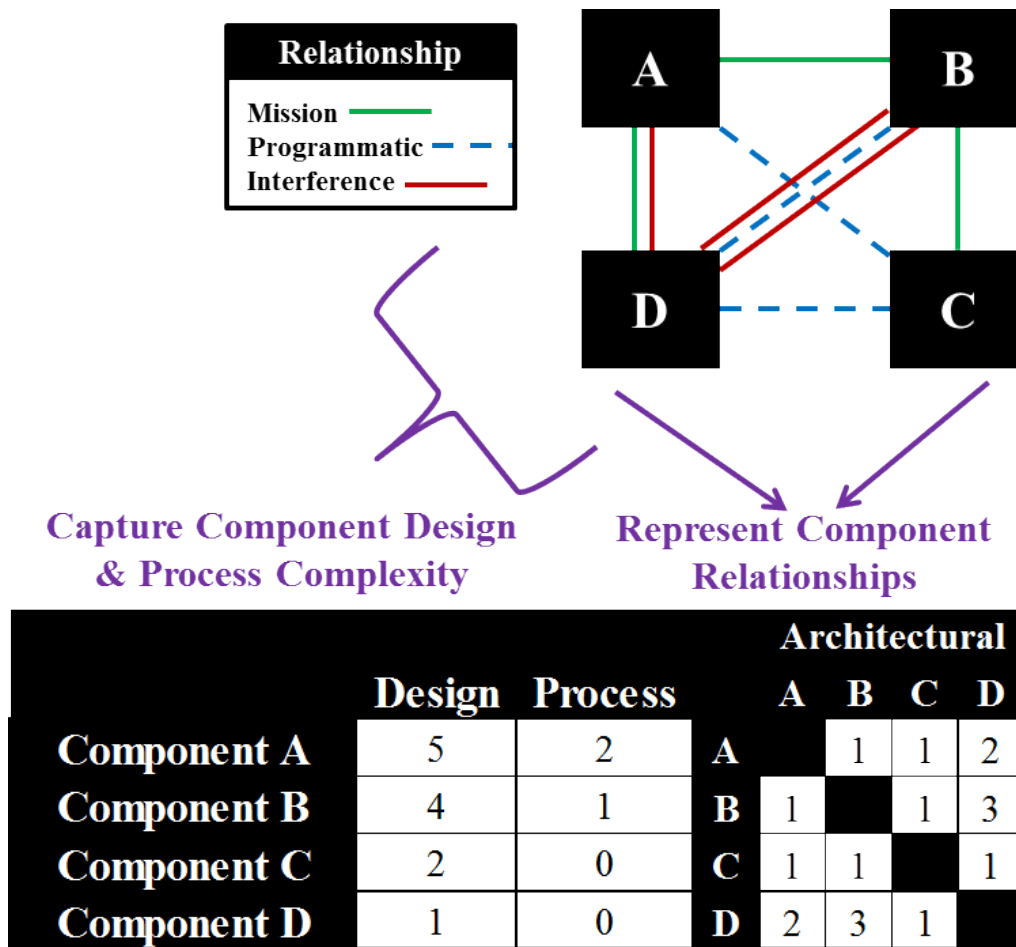 Relationship
Mission
Programmatic
Interference
A
B
D
C
Capture Component Design
& Process Complexity
Represent Component
Relationships
Architectural
Design Process A B C D
Component A 5 2 A 1 1 2
Component B 4 1 B 1 1 3
Component C 2 0 C 1 1 1
Component D 1 0 D 2 3 1